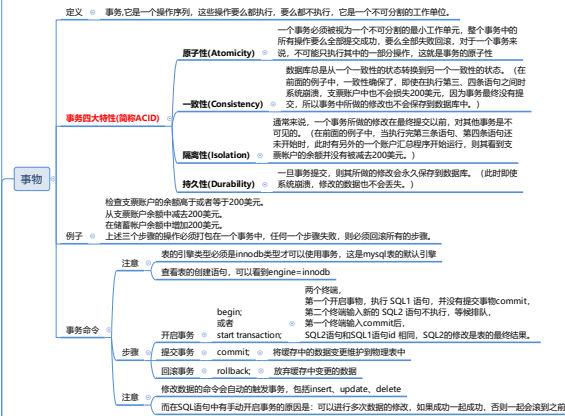 定义
事务,它是一个操作序列，这些操作要么都执行，要么都不执行，它是一个不可分割的工作单位。
事物
事务四大特性(简称ACID)
原子性(Atomicity)
一个事务必须被视为一个不可分割的最小工作单元，整个事务中的
所有操作要么全部提交成功，要么全部失败回滚，对于一个事务来
说，不可能只执行其中的一部分操作，这就是事务的原子性
一致性(Consistency)
数据库总是从一个一致性的状态转换到另一个一致性的状态。（在
前面的例子中，一致性确保了，即使在执行第三、四条语句之间时
系统崩溃，支票账户中也不会损失200美元，因为事务最终没有提
交，所以事务中所做的修改也不会保存到数据库中。）
隔离性(Isolation)
通常来说，一个事务所做的修改在最终提交以前，对其他事务是不
可见的。（在前面的例子中，当执行完第三条语句、第四条语句还
未开始时，此时有另外的一个账户汇总程序开始运行，则其看到支
票帐户的余额并没有被减去200美元。）
持久性(Durability)
一旦事务提交，则其所做的修改会永久保存到数据库。（此时即使
系统崩溃，修改的数据也不会丢失。）
例子
检查支票账户的余额高于或者等于200美元。
从支票账户余额中减去200美元。
在储蓄帐户余额中增加200美元。
上述三个步骤的操作必须打包在一个事务中，任何一个步骤失败，则必须回滚所有的步骤。
事务命令
注意
表的引擎类型必须是innodb类型才可以使用事务，这是mysql表的默认引擎
查看表的创建语句，可以看到engine=innodb
步骤
开启事务
begin;
或者
start transaction;
两个终端，
第一个开启事物，执行 SQL1 语句，并没有提交事物commit，
第二个终端输入新的 SQL2 语句不执行，等候排队，
第一个终端输入commit后，
SQL2语句和SQL1语句id 相同，SQL2的修改是表的最终结果。
提交事务
commit;
将缓存中的数据变更维护到物理表中
回滚事务
rollback;
放弃缓存中变更的数据
注意
修改数据的命令会自动的触发事务，包括insert、update、delete
而在SQL语句中有手动开启事务的原因是：可以进行多次数据的修改，如果成功一起成功，否则一起会滚到之前